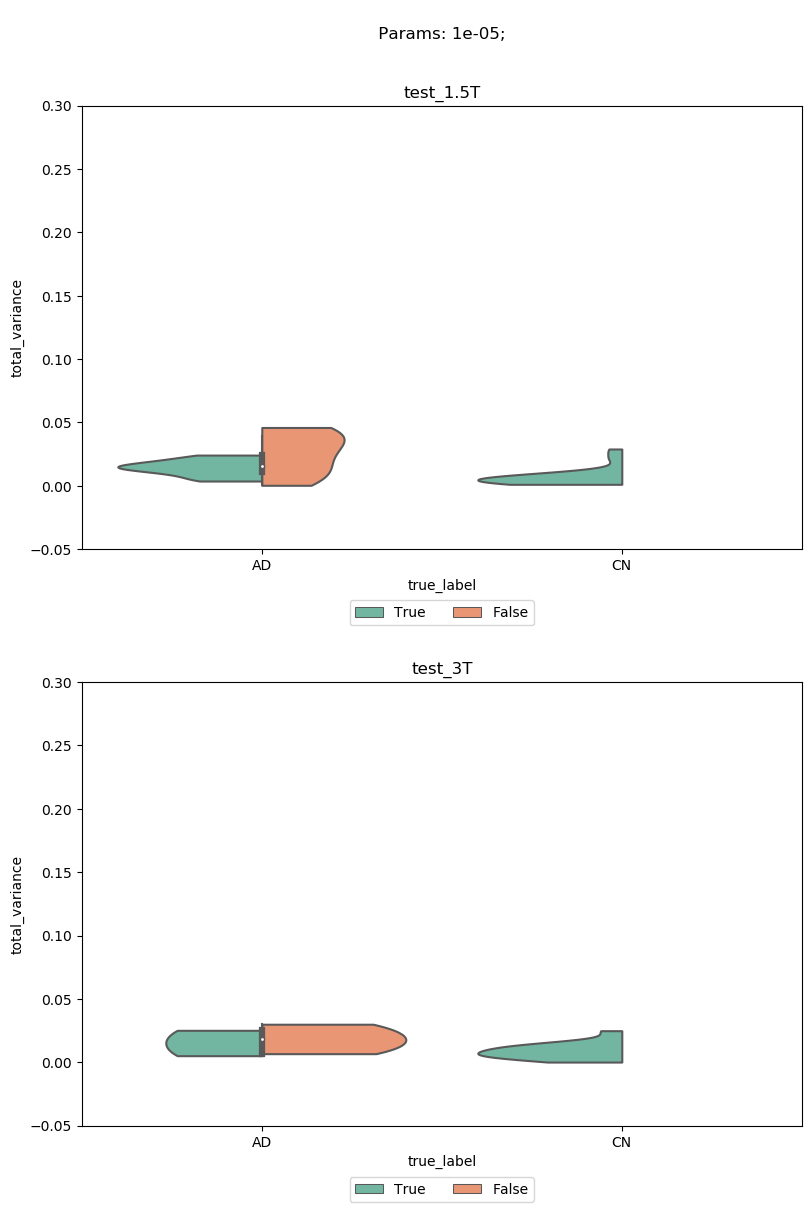 Params: 1e-05;
test_1.5T
0.30
0.25
0.20
0.15
0.10
0.05
0.00
−0.05
total_variance
AD CN
true_label
True False
test_3T
0.30
0.25
0.20
0.15
0.10
0.05
0.00
−0.05
total_variance
AD CN
true_label
True False